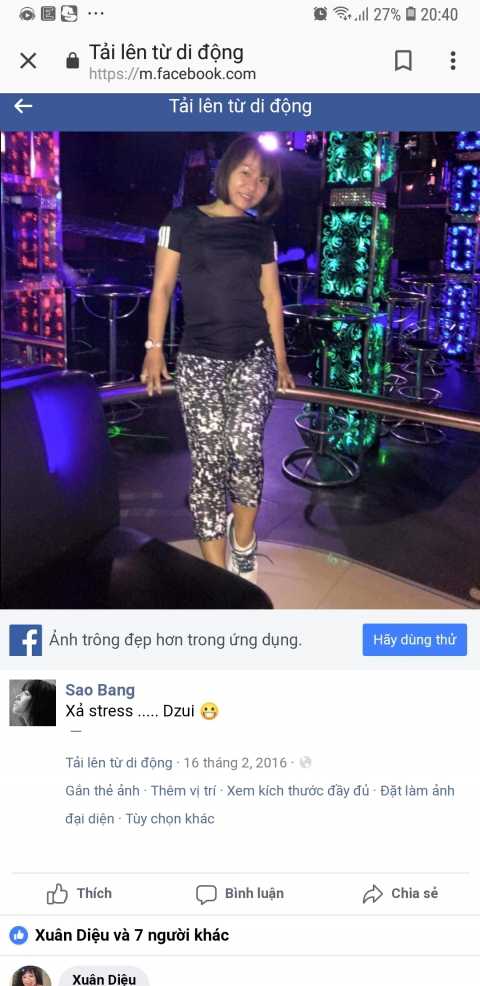 ... 27% 20:40
Tải lên từ di động
https://m.facebook.com
Tải lên từ di động
Ảnh trông đẹp hơn trong ứng dụng. Hãy dùng thử
Sao Bang
Xả stress ..... Dzui 😀
Tải lên từ di động · 16 tháng 2, 2016 ·
Gắn thẻ ảnh · Thêm vị trí · Xem kích thước đầy đủ · Đặt làm ảnh
đại diện · Tùy chọn khác
Thích Bình luận Chia sẻ
Xuân Diệu và 7 người khác
Xuân Diệu